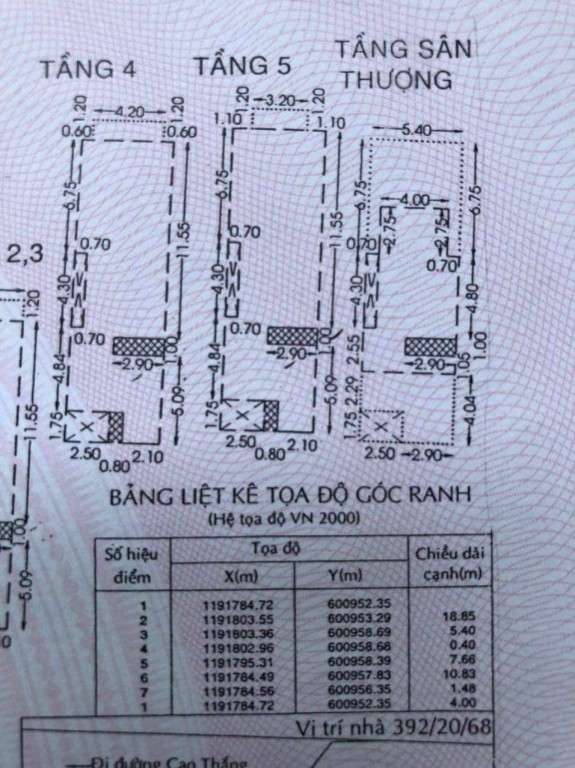 TẦNG 4
TẦNG 5
TẦNG SÂN
THƯỢNG
1.20
4.20
1.20
0.60
0.60
6.75
11.55
0.70
4.30
0.70
4.84
2.90
1.00
5.09
1.75
X
2.50
0.80
2.10
1.20
3.20
1.20
1.10
1.10
6.75
11.55
0.70
4.30
0.70
4.84
2.90
1.00
5.09
1.75
X
2.50
0.80
2.10
5.40
6.75
4.00
6.75
2.75
2.75
0.70
0.70
4.30
4.80
2.55
2.90
1.00
1.05
2.29
4.04
1.75
X
2.50
2.90
2,3
1.20
11.55
1.00
5.09
BẢNG LIỆT KÊ TỌA ĐỘ GÓC RANH
(Hệ tọa độ VN 2000)
Số hiệu điểm
Tọa độ
Chiều dài cạnh(m)
X(m) Y(m)
1 1191784.72 600952.35
18.85
2 1191803.55 600953.29
5.40
3 1191803.36 600958.69
0.40
4 1191802.96 600958.68
7.66
5 1191795.31 600958.39
10.83
6 1191784.49 600957.83
1.48
7 1191784.56 600956.35
4.00
1 1191784.72 600952.35
Vị trí nhà 392/20/68
Đi đường Cao Thắng